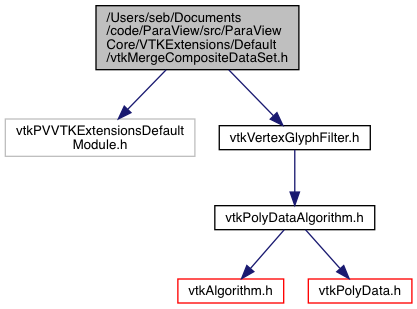 /Users/seb/Documents
/code/ParaView/src/ParaView
Core/VTKExtensions/Default
/vtkMergeCompositeDataSet.h
vtkPVVTKExtensionsDefault
Module.h
vtkVertexGlyphFilter.h
vtkPolyDataAlgorithm.h
vtkAlgorithm.h
vtkPolyData.h